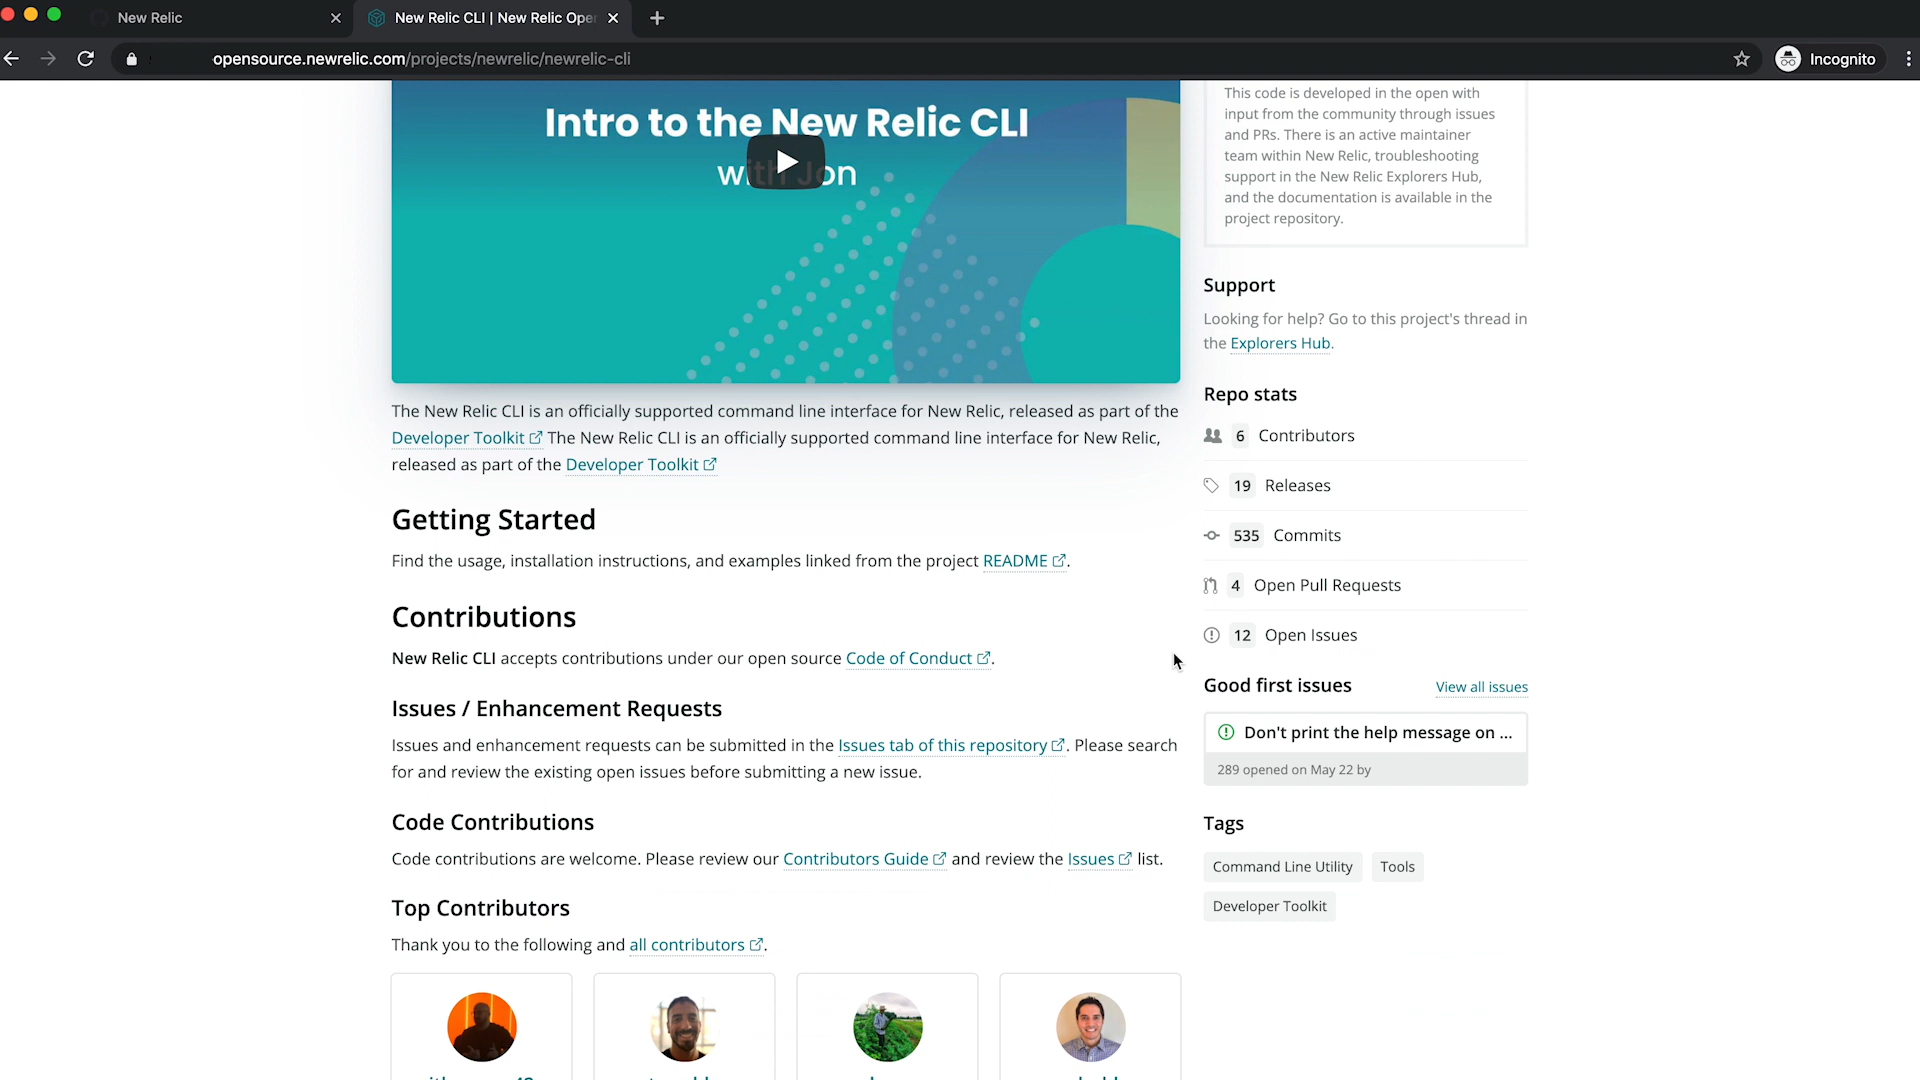 New Relic
New Relic CLI | New Relic Ope
opensource.newrelic.com/projects/newrelic/newrelic-cli
Incognito
Intro to the New Relic CLI
with Jon
The New Relic CLI is an officially supported command line interface for New Relic, released as part of the
Developer Toolkit The New Relic CLI is an officially supported command line interface for New Relic,
released as part of the Developer Toolkit
Getting Started
Find the usage, installation instructions, and examples linked from the project README.
Contributions
New Relic CLI accepts contributions under our open source Code of Conduct.
Issues / Enhancement Requests
Issues and enhancement requests can be submitted in the Issues tab of this repository. Please search
for and review the existing open issues before submitting a new issue.
Code Contributions
Code contributions are welcome. Please review our Contributors Guide and review the Issues list.
Top Contributors
Thank you to the following and all contributors.
This code is developed in the open with
input from the community through issues
and PRs. There is an active maintainer
team within New Relic, troubleshooting
support in the New Relic Explorers Hub,
and the documentation is available in the
project repository.
Support
Looking for help? Go to this project's thread in
the Explorers Hub.
Repo stats
6 Contributors
19 Releases
535 Commits
4 Open Pull Requests
12 Open Issues
Good first issues
View all issues
Don't print the help message on ...
289 opened on May 22 by
Tags
Command Line Utility
Tools
Developer Toolkit